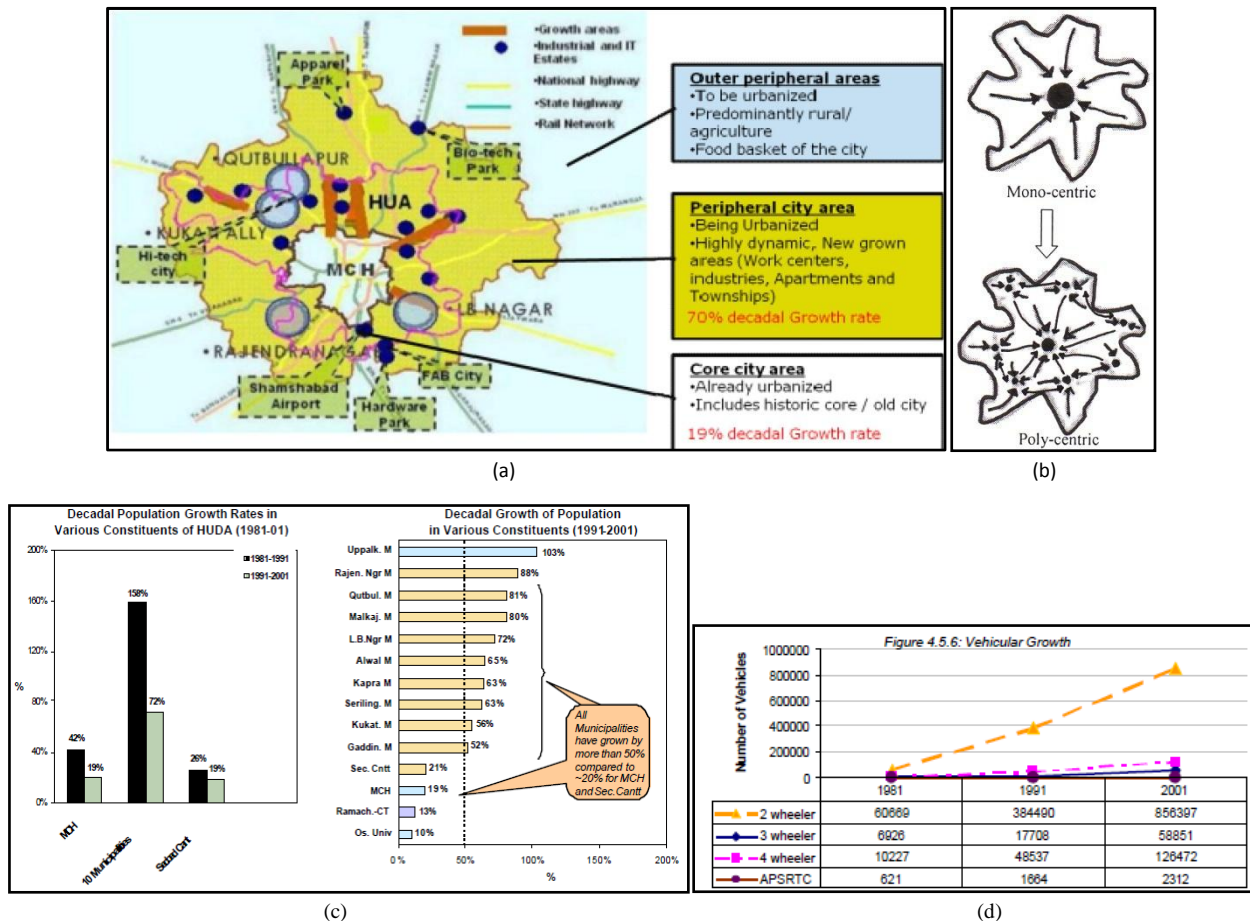 •Growth areas
•Industrial and IT
Estates
•National highway
•State highway
•Rail Network
Apparel
Park
Bio-tech
Park
•QUTBULLAPUR
HUA
Hi-tech
city
MCH
•RAJENDRANAGAR
Shamshabad
Airport
Hardware
Park
FAB City
Outer peripheral areas
•To be urbanized
•Predominantly rural/
agriculture
•Food basket of the city
Peripheral city area
•Being Urbanized
•Highly dynamic, New grown
areas (Work centers,
industries, Apartments and
Townships)
70% decadal Growth rate
Core city area
•Already urbanized
•Includes historic core / old city
19% decadal Growth rate
(a)
Mono-centric
Poly-centric
(b)
Decadal Population Growth Rates in
Various Constituents of HUDA (1981-01)
200%
160%
120%
80%
40%
0%
%
1981-1991
1991-2001
42%
19%
158%
72%
26%
19%
MCH
10 Municipalities
Decadal Growth of Population
in Various Constituents (1991-2001)
Uppalk. M 103%
Rajen. Ngr M 88%
Qutbul. M 81%
Malkaj. M 80%
L.B.Ngr M 72%
Alwal M 65%
Kapra M 63%
Seriling. M 63%
Kukat. M 56%
Gaddin. M 52%
Sec. Cntt 21%
MCH 19%
Ramach.-CT 13%
Os. Univ 10%
0% 50% 100% 150% 200%
%
All
Municipalities
have grown by
more than 50%
compared to
~20% for MCH
and Sec.Cantt
(c)
Figure 4.5.6: Vehicular Growth
Number of Vehicles
1000000
800000
600000
400000
200000
0
1981 1991 2001
2 wheeler 60669 384490 856397
3 wheeler 6926 17708 58851
4 wheeler 10227 48537 126472
APSRTC 621 1664 2312
(d)